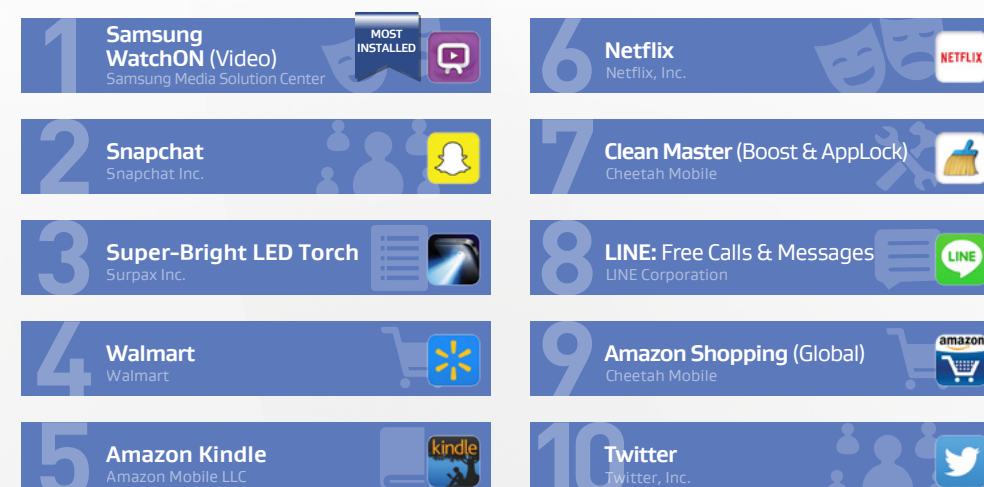 1
Samsung
WatchON (Video)
Samsung Media Solution Center
MOST
INSTALLED
2
Snapchat
Snapchat Inc.
3
Super-Bright LED Torch
Surpax Inc.
4
Walmart
Walmart
5
Amazon Kindle
Amazon Mobile LLC
kindle
6
Netflix
Netflix, Inc.
NETFLIX
7
Clean Master (Boost & AppLock)
Cheetah Mobile
8
LINE: Free Calls & Messages
LINE Corporation
LINE
9
Amazon Shopping (Global)
Cheetah Mobile
amazon
10
Twitter
Twitter, Inc.